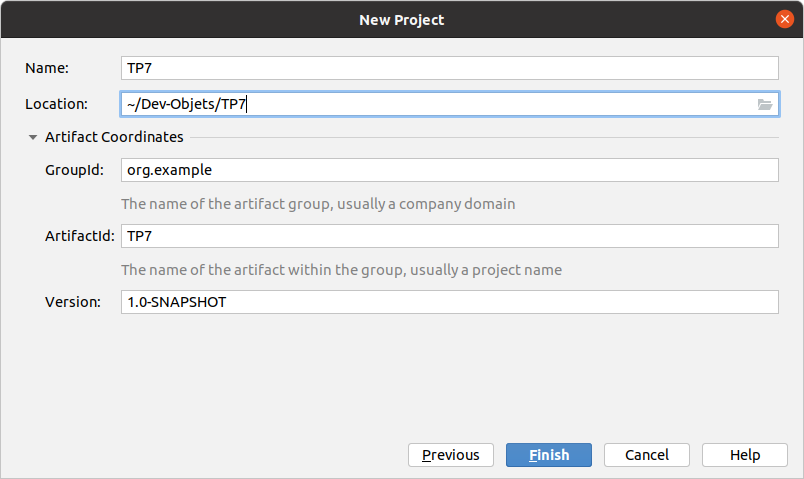 New Project
Name: TP7
Location: ~/Dev-Objets/TP7
Artifact Coordinates
GroupId: org.example
The name of the artifact group, usually a company domain
ArtifactId: TP7
The name of the artifact within the group, usually a project name
Version: 1.0-SNAPSHOT
Previous Finish Cancel Help